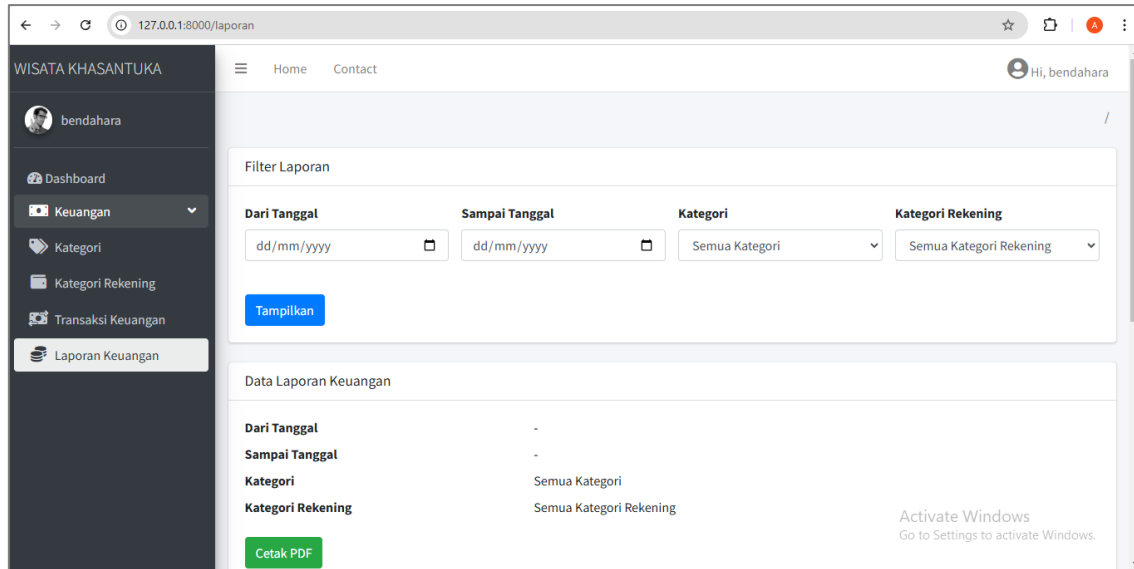 127.0.0.1:8000/laporan
A
WISATA KHASANTUKA
Home Contact
Hi, bendahara
bendahara
/
Dashboard
Keuangan
Kategori
Kategori Rekening
Transaksi Keuangan
Laporan Keuangan
Filter Laporan
Dari Tanggal Sampai Tanggal Kategori Kategori Rekening
dd/mm/yyyy dd/mm/yyyy Semua Kategori Semua Kategori Rekening
Tampilkan
Data Laporan Keuangan
Dari Tanggal -
Sampai Tanggal -
Kategori Semua Kategori
Kategori Rekening Semua Kategori Rekening
Cetak PDF
Activate Windows
Go to Settings to activate Windows.